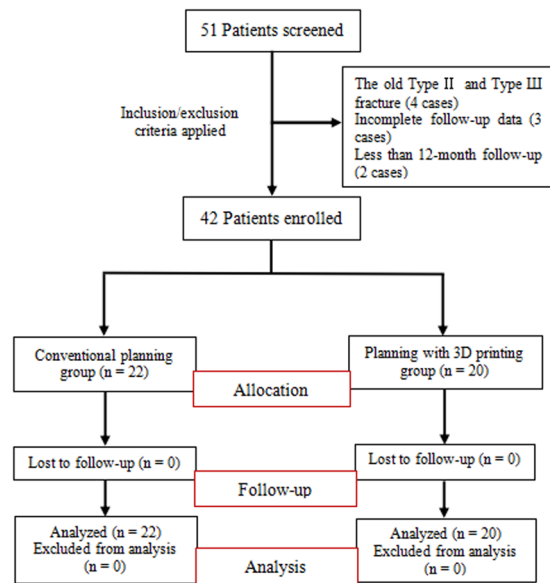 51 Patients screened
Inclusion/exclusion
criteria applied
The old Type II and Type III
fracture (4 cases)
Incomplete follow-up data (3
cases)
Less than 12-month follow-up
(2 cases)
42 Patients enrolled
Conventional planning
group (n = 22)
Planning with 3D printing
group (n = 20)
Allocation
Lost to follow-up (n = 0)
Lost to follow-up (n = 0)
Follow-up
Analyzed (n = 22)
Excluded from analysis
(n = 0)
Analyzed (n = 20)
Excluded from analysis
(n = 0)
Analysis